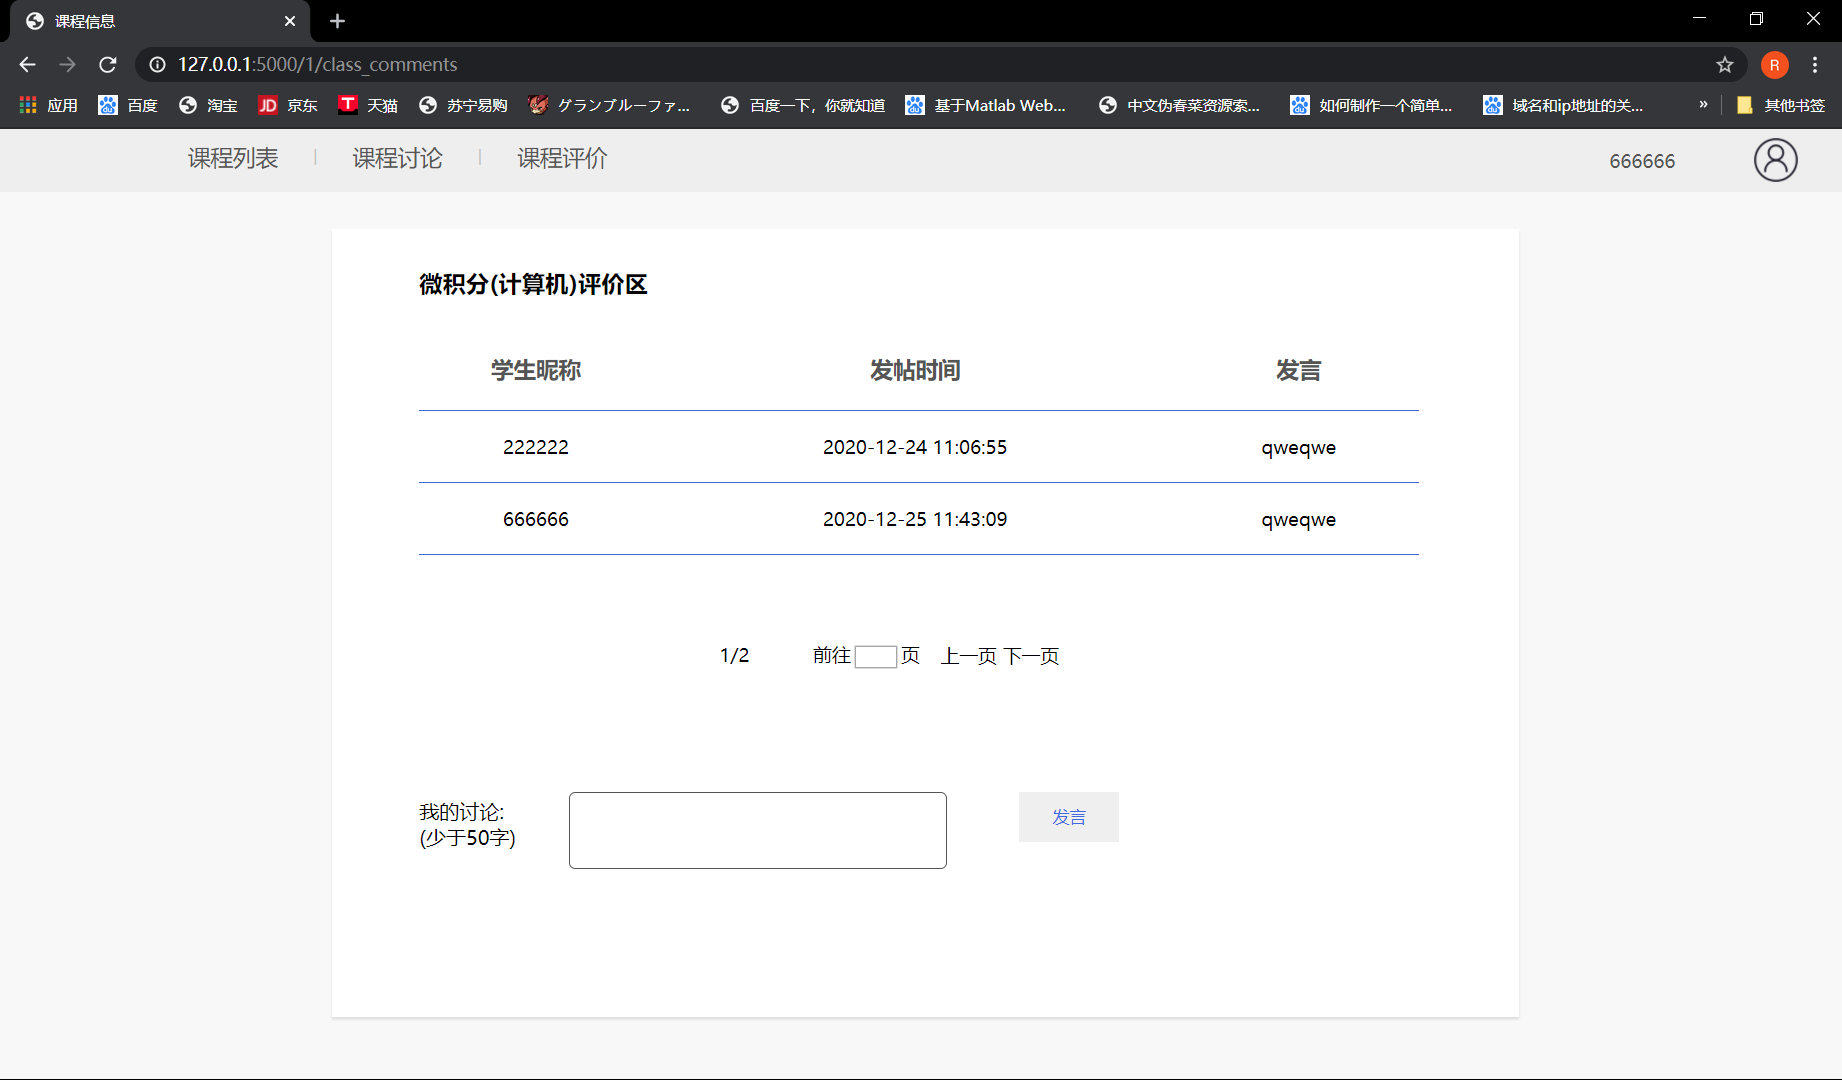 课程信息
127.0.0.1:5000/1/class_comments
R
应用 百度 淘宝 JD 京东 T 天猫 苏宁易购 グランブルーファ... 百度一下，你就知道 基于Matlab Web... 中文伪春菜资源索... 如何制作一个简单... 域名和ip地址的关... » 其他书签
课程列表 | 课程讨论 | 课程评价 666666
微积分(计算机)评价区
学生昵称 发帖时间 发言
222222 2020-12-24 11:06:55 qweqwe
666666 2020-12-25 11:43:09 qweqwe
1/2 前往 页 上一页 下一页
我的讨论:
(少于50字)
发言